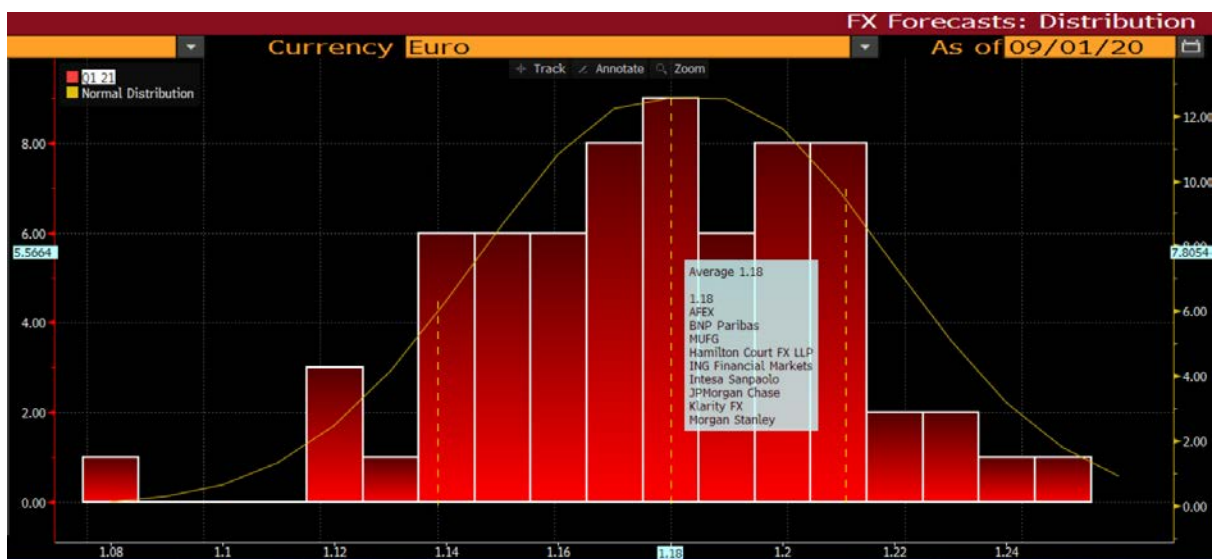 FX Forecasts: Distribution
Currency Euro As of 09/01/20
Track Annotate Zoom
Q1 21
Normal Distribution
12.00
8.00
10.00
6.00
5.5664
8.00
7.8054
Average 1.18
1.18
AFEX
BNP Paribas
MUFG
Hamilton Court FX LLP
ING Financial Markets
Intesa Sanpaolo
JPMorgan Chase
Klarity FX
Morgan Stanley
4.00
6.00
4.00
2.00
2.00
0.00
0.00
1.08 1.1 1.12 1.14 1.16 1.18 1.2 1.22 1.24